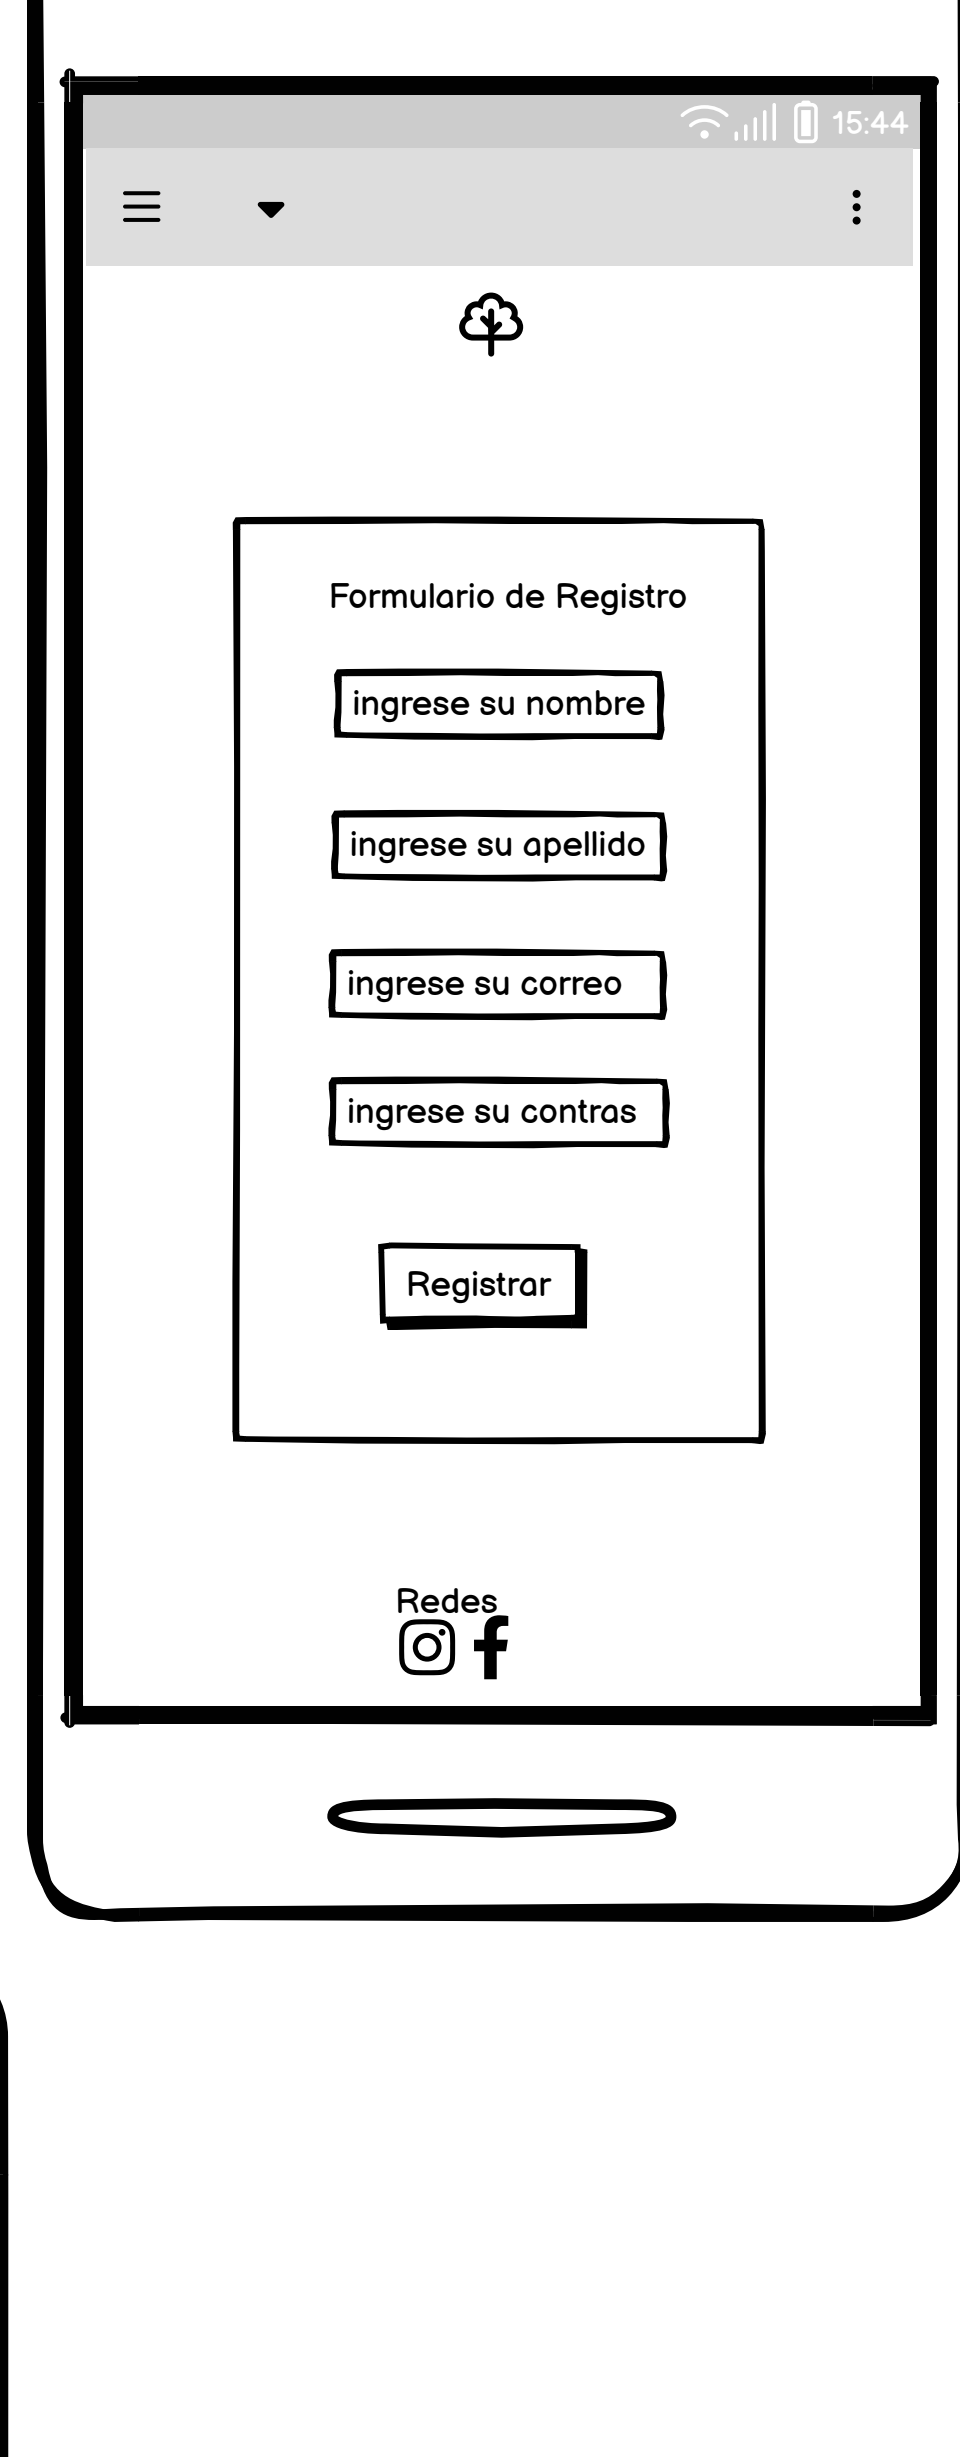 15:44
Formulario de Registro
ingrese su nombre
ingrese su apellido
ingrese su correo
ingrese su contras
Registrar
Redes